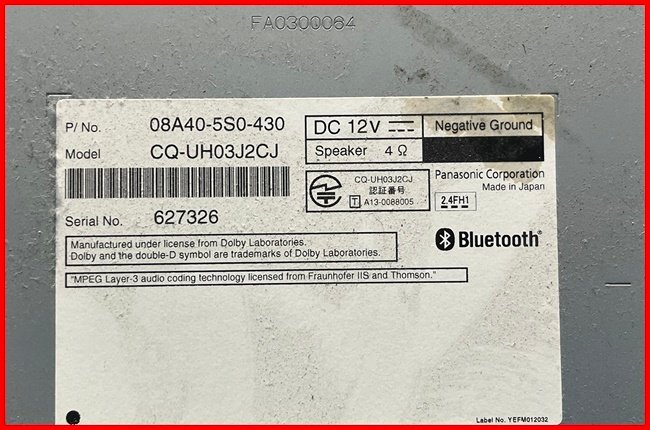 FA0300064
P/No. 08A40-5S0-430
Model CQ-UH03J2CJ
Serial No. 627326
DC 12V
Speaker 4 Ω
Negative Ground
CQ-UH03J2CJ
認証番号
T A13-0088005
Panasonic Corporation
Made in Japan
2.4FH1
Bluetooth®
Manufactured under license from Dolby Laboratories.
Dolby and the double-D symbol are trademarks of Dolby Laboratories.
"MPEG Layer-3 audio coding technology licensed from Fraunhofer IIS and Thomson."
Label No. YEFM012032